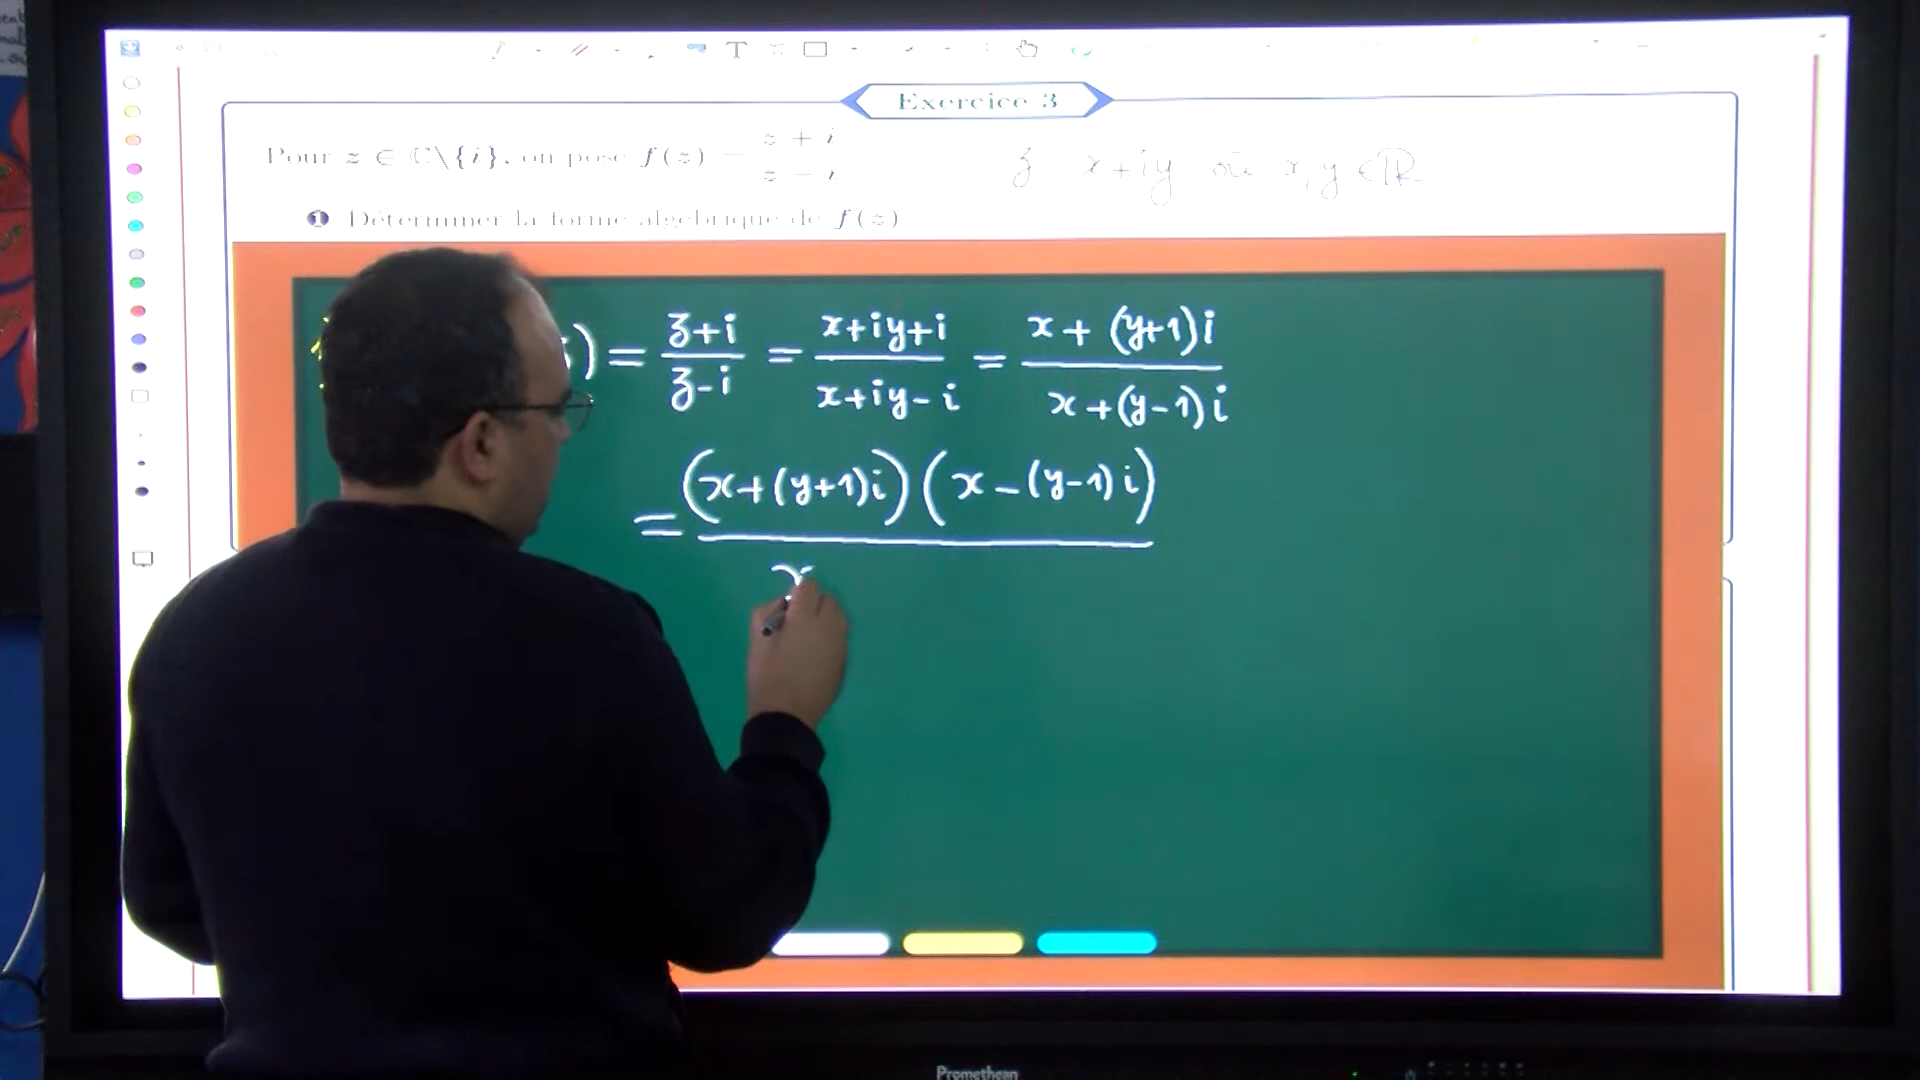 Exercice 3
Pour z ∈ ℂ\{i}, on pose f(z) = (z + i)/(z − i)
z = x+iy où x, y ∈ ℝ
❶ Déterminer la forme algébrique de f(z)
) = (z+i)/(z-i) = (x+iy+i)/(x+iy-i) = (x+(y+1)i)/(x+(y-1)i)
= (x+(y+1)i)(x-(y-1)i)
x
Promethean